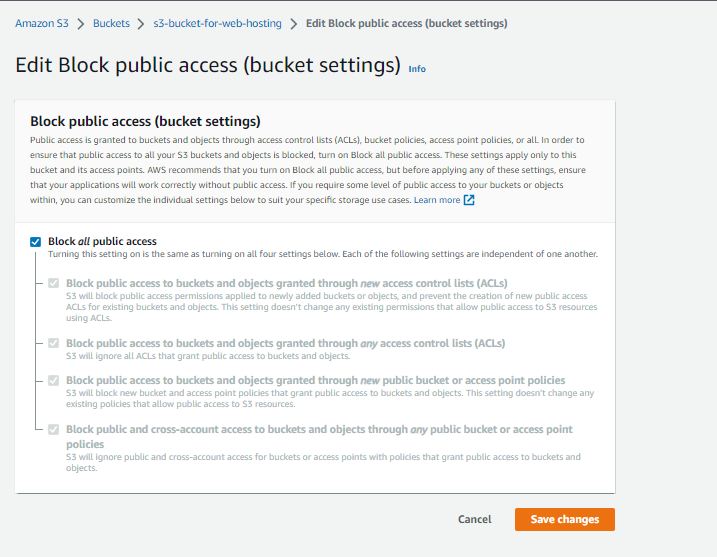 Amazon S3 > Buckets > s3-bucket-for-web-hosting > Edit Block public access (bucket settings)
Edit Block public access (bucket settings) Info
Block public access (bucket settings)
Public access is granted to buckets and objects through access control lists (ACLs), bucket policies, access point policies, or all. In order to
ensure that public access to all your S3 buckets and objects is blocked, turn on Block all public access. These settings apply only to this
bucket and its access points. AWS recommends that you turn on Block all public access, but before applying any of these settings, ensure
that your applications will work correctly without public access. If you require some level of public access to your buckets or objects
within, you can customize the individual settings below to suit your specific storage use cases. Learn more
Block all public access
Turning this setting on is the same as turning on all four settings below. Each of the following settings are independent of one another.
Block public access to buckets and objects granted through new access control lists (ACLs)
S3 will block public access permissions applied to newly added buckets or objects, and prevent the creation of new public access
ACLs for existing buckets and objects. This setting doesn't change any existing permissions that allow public access to S3 resources
using ACLs.
Block public access to buckets and objects granted through any access control lists (ACLs)
S3 will ignore all ACLs that grant public access to buckets and objects.
Block public access to buckets and objects granted through new public bucket or access point policies
S3 will block new bucket and access point policies that grant public access to buckets and objects. This setting doesn't change any
existing policies that allow public access to S3 resources.
Block public and cross-account access to buckets and objects through any public bucket or access point
policies
S3 will ignore public and cross-account access for buckets or access points with policies that grant public access to buckets and
objects.
Cancel Save changes